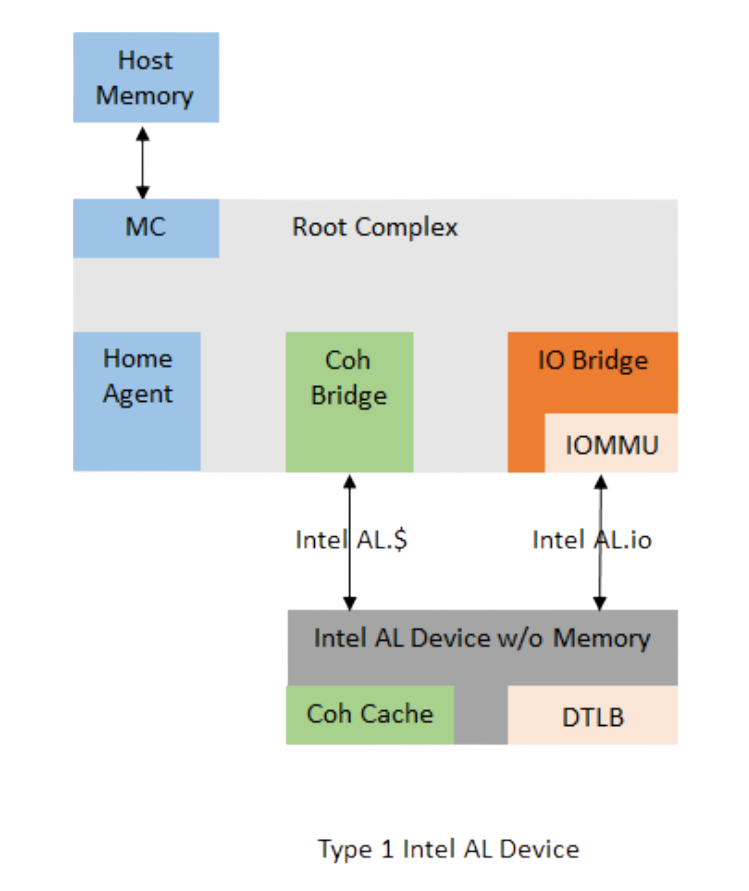 Host
Memory
MC
Root Complex
Home
Agent
Coh
Bridge
IO Bridge
IOMMU
Intel AL.$
Intel AL.io
Intel AL Device w/o Memory
Coh Cache
DTLB
Type 1 Intel AL Device